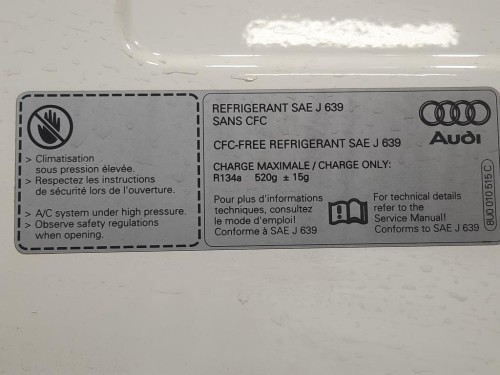 > Climatisation
sous pression élevée.
> Respectez les instructions
de sécurité lors de l'ouverture.
> A/C system under high pressure.
> Observe safety regulations
when opening.
REFRIGERANT SAE J 639
SANS CFC
CFC-FREE REFRIGERANT SAE J 639
CHARGE MAXIMALE / CHARGE ONLY:
R134a 520g ± 15g
Pour plus d'informations
techniques, consultez
le mode d'emploi!
Conforme à SAE J 639
For technical details
refer to the
Service Manual!
Conforms to SAE J 639
Audi
8J0 010 515 C